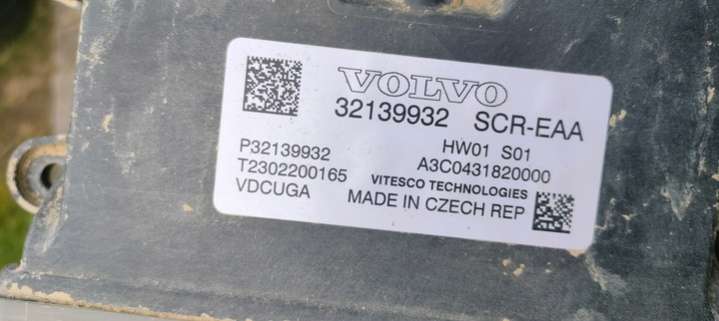 VOLVO
32139932 SCR-EAA
P32139932
T2302200165
VDCUGA
HW01 S01
A3C0431820000
VITESCO TECHNOLOGIES
MADE IN CZECH REP